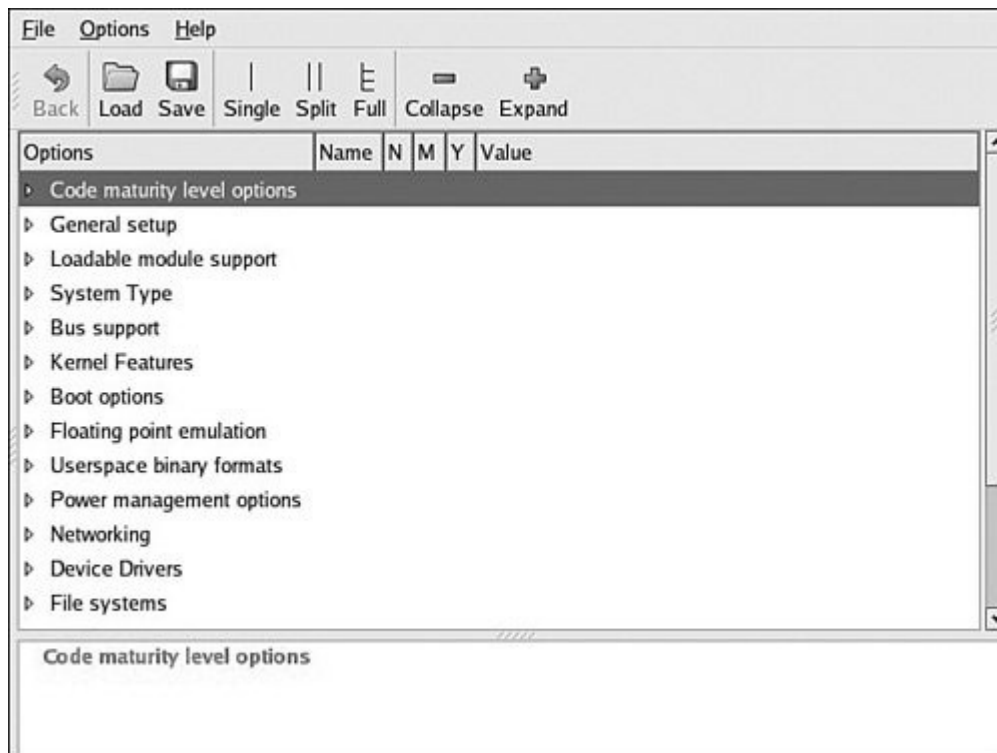 File Options Help
Back Load Save Single Split Full Collapse Expand
Options Name N M Y Value
Code maturity level options
General setup
Loadable module support
System Type
Bus support
Kernel Features
Boot options
Floating point emulation
Userspace binary formats
Power management options
Networking
Device Drivers
File systems
Code maturity level options